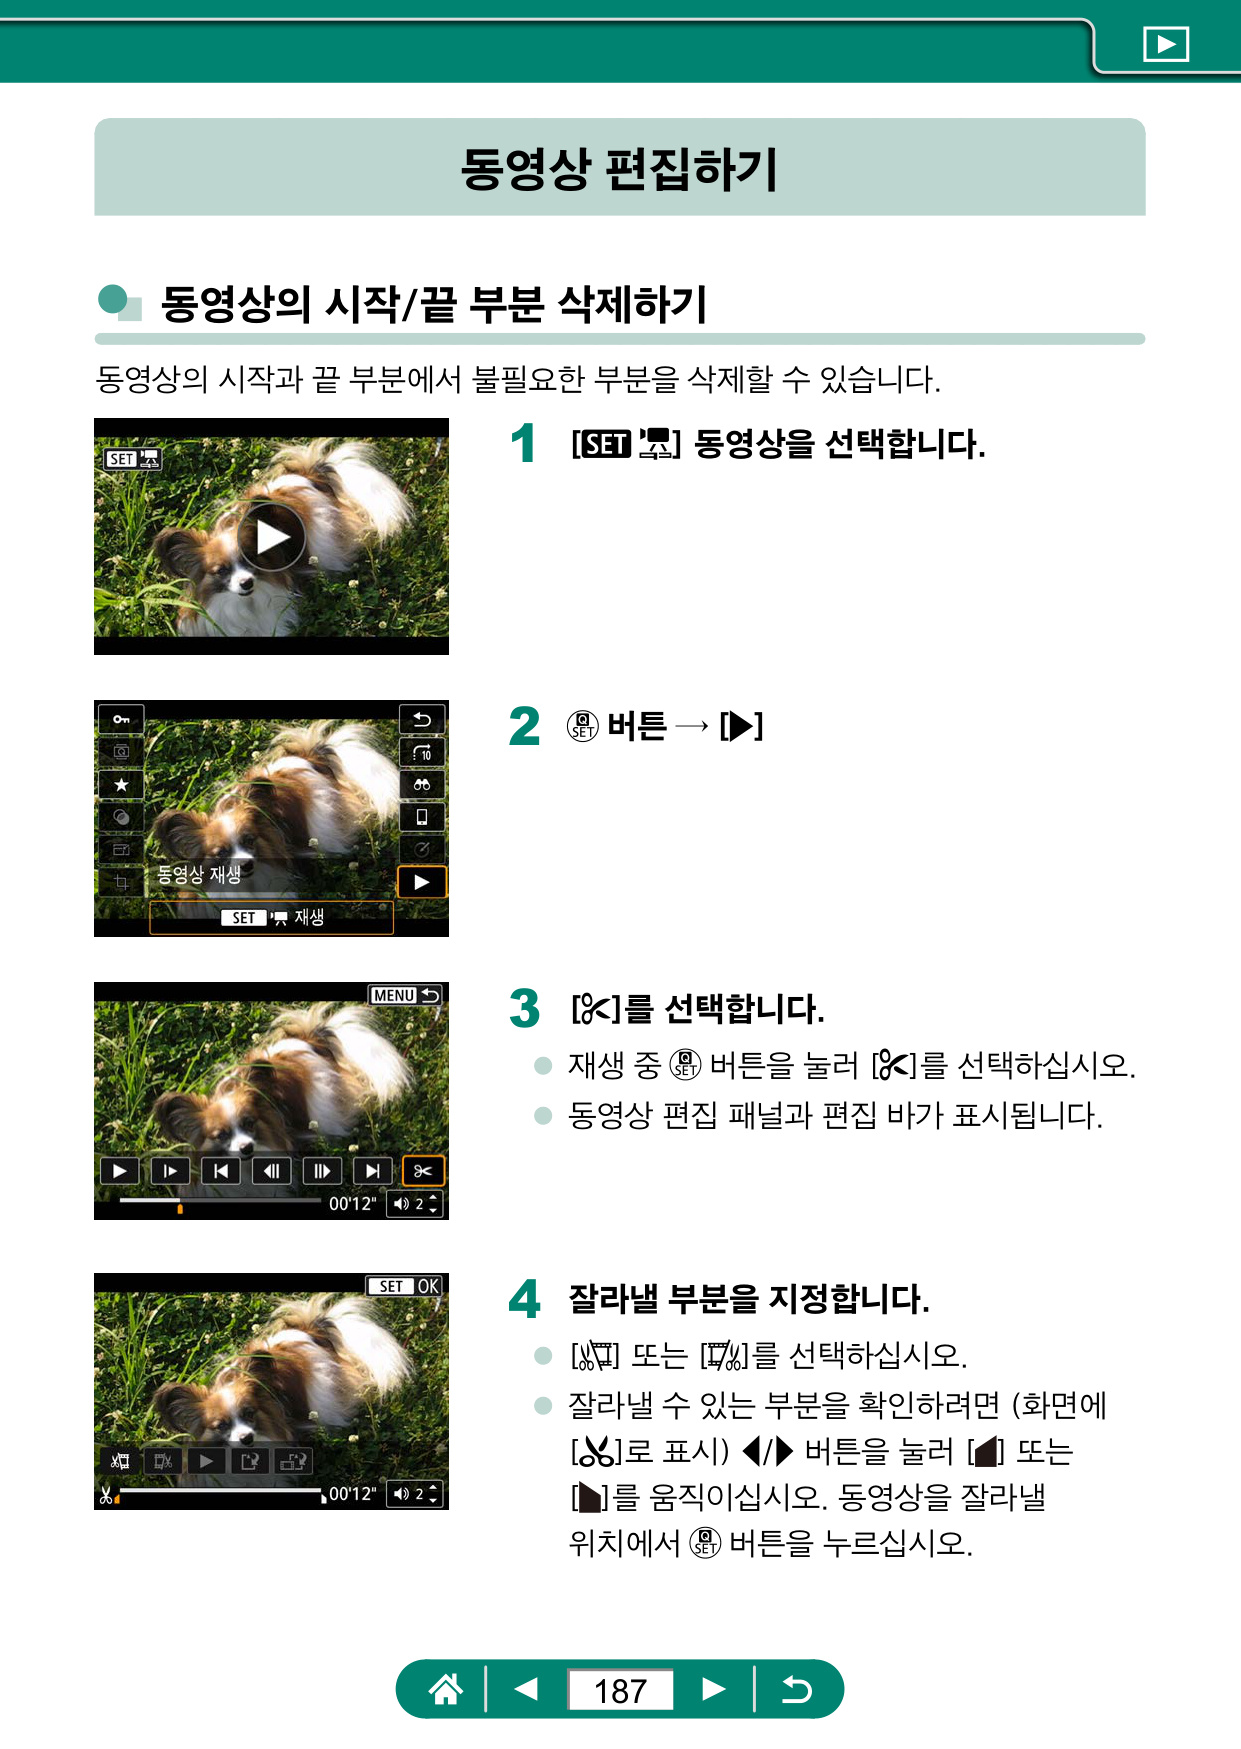 동영상 편집하기
동영상의 시작/끝 부분 삭제하기
동영상의 시작과 끝 부분에서 불필요한 부분을 삭제할 수 있습니다.
SET
1 [SET ] 동영상을 선택합니다.
10
동영상 재생
SET 재생
2 Q SET 버튼 → [▶]
MENU
00'12" 2
3 []를 선택합니다.
재생 중 Q SET 버튼을 눌러 []를 선택하십시오.
동영상 편집 패널과 편집 바가 표시됩니다.
SET OK
00'12" 2
4 잘라낼 부분을 지정합니다.
[] 또는 []를 선택하십시오.
잘라낼 수 있는 부분을 확인하려면 (화면에
[]로 표시) ◀/▶ 버튼을 눌러 [] 또는
[]를 움직이십시오. 동영상을 잘라낼
위치에서 Q SET 버튼을 누르십시오.
187